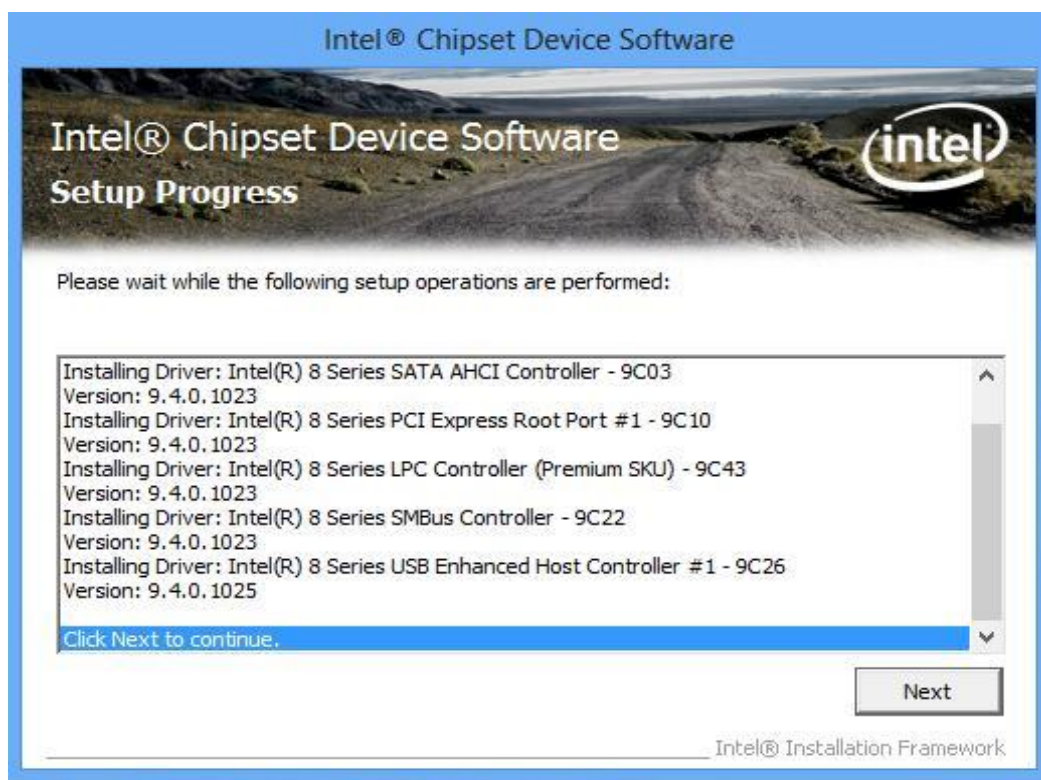 Intel® Chipset Device Software
Intel® Chipset Device Software
intel
Setup Progress
Please wait while the following setup operations are performed:
Installing Driver: Intel(R) 8 Series SATA AHCI Controller - 9C03
Version: 9.4.0.1023
Installing Driver: Intel(R) 8 Series PCI Express Root Port #1 - 9C10
Version: 9.4.0.1023
Installing Driver: Intel(R) 8 Series LPC Controller (Premium SKU) - 9C43
Version: 9.4.0.1023
Installing Driver: Intel(R) 8 Series SMBus Controller - 9C22
Version: 9.4.0.1023
Installing Driver: Intel(R) 8 Series USB Enhanced Host Controller #1 - 9C26
Version: 9.4.0.1025
Click Next to continue.
Next
Intel® Installation Framework